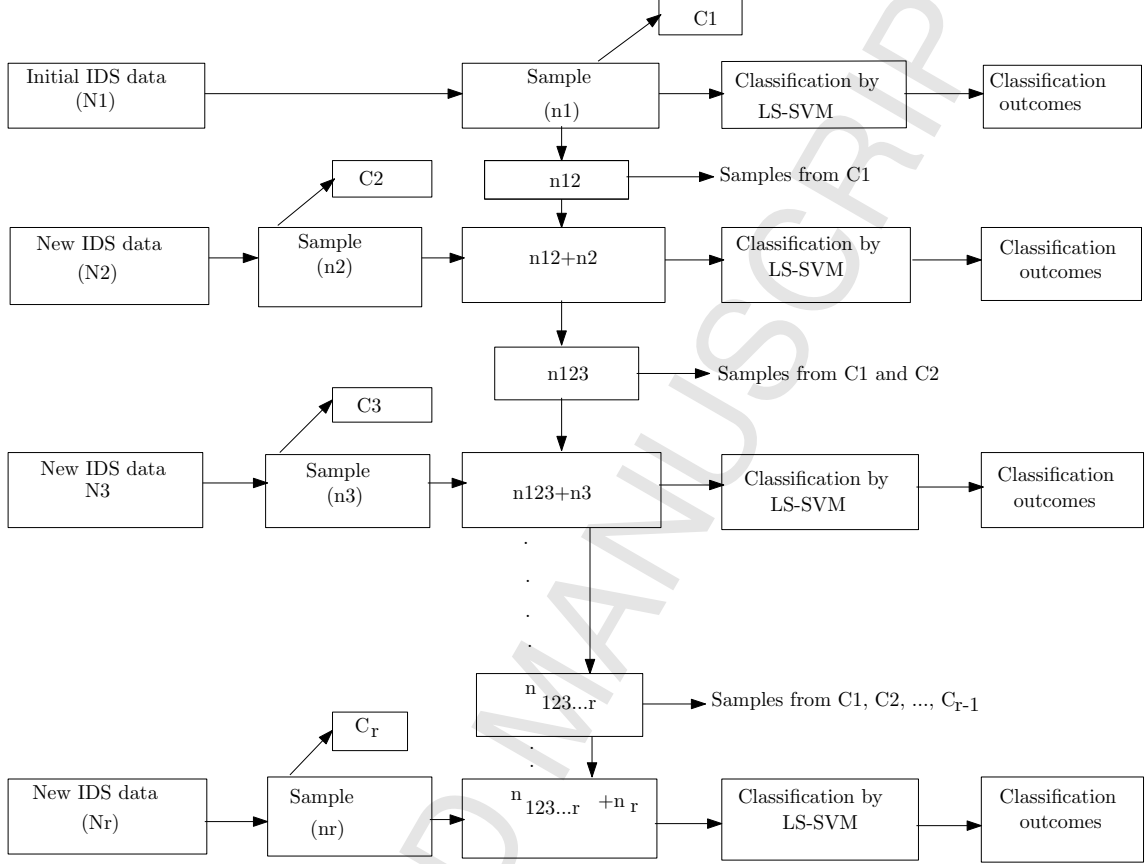 C1
Initial IDS data
(N1)
Sample
(n1)
Classification by
LS-SVM
Classification
outcomes
n12
Samples from C1
C2
New IDS data
(N2)
Sample
(n2)
n12+n2
Classification by
LS-SVM
Classification
outcomes
n123
Samples from C1 and C2
C3
New IDS data
N3
Sample
(n3)
n123+n3
Classification by
LS-SVM
Classification
outcomes
n 123...r
Samples from C1, C2, ..., Cr-1
Cr
New IDS data
(Nr)
Sample
(nr)
n 123...r +n r
Classification by
LS-SVM
Classification
outcomes
D MANUSCRIP